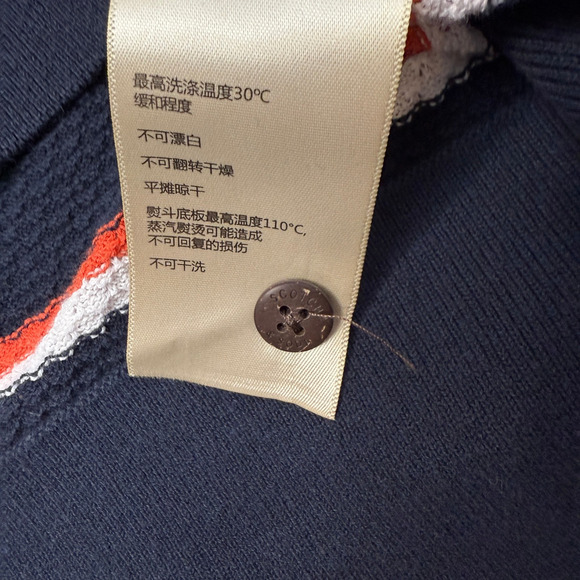 最高洗涤温度30℃
缓和程度
不可漂白
不可翻转干燥
平摊晾干
熨斗底板最高温度110℃,
蒸汽熨烫可能造成
不可回复的损伤
不可干洗
SCOTCH